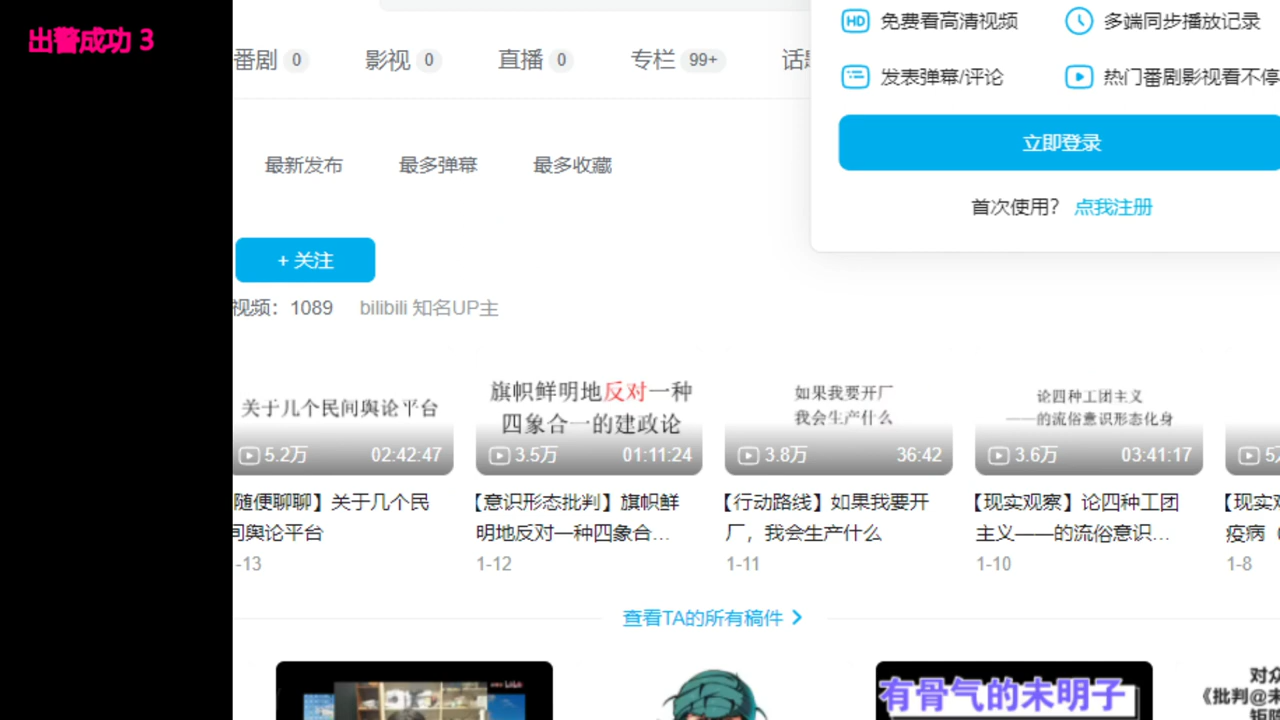 出警成功 3
HD 免费看高清视频
多端同步播放记录
番剧 0
影视 0
直播 0
专栏 99+
发表弹幕/评论
热门番剧影视看不停
立即登录
最新发布
最多弹幕
最多收藏
首次使用? 点我注册
+ 关注
视频: 1089 bilibili 知名UP主
关于几个民间舆论平台
5.2万 02:42:47
旗帜鲜明地反对一种
四象合一的建政论
3.5万 01:11:24
如果我要开厂
我会生产什么
3.8万 36:42
论四种工团主义
——的流俗意识形态化身
3.6万 03:41:17
随便聊聊】关于几个民
间舆论平台
-13
【意识形态批判】旗帜鲜
明地反对一种四象合...
1-12
【行动路线】如果我要开
厂，我会生产什么
1-11
【现实观察】论四种工团
主义——的流俗意识...
1-10
【现实
疫病
1-8
查看TA的所有稿件
有骨气的未明子
对众
《批判@未